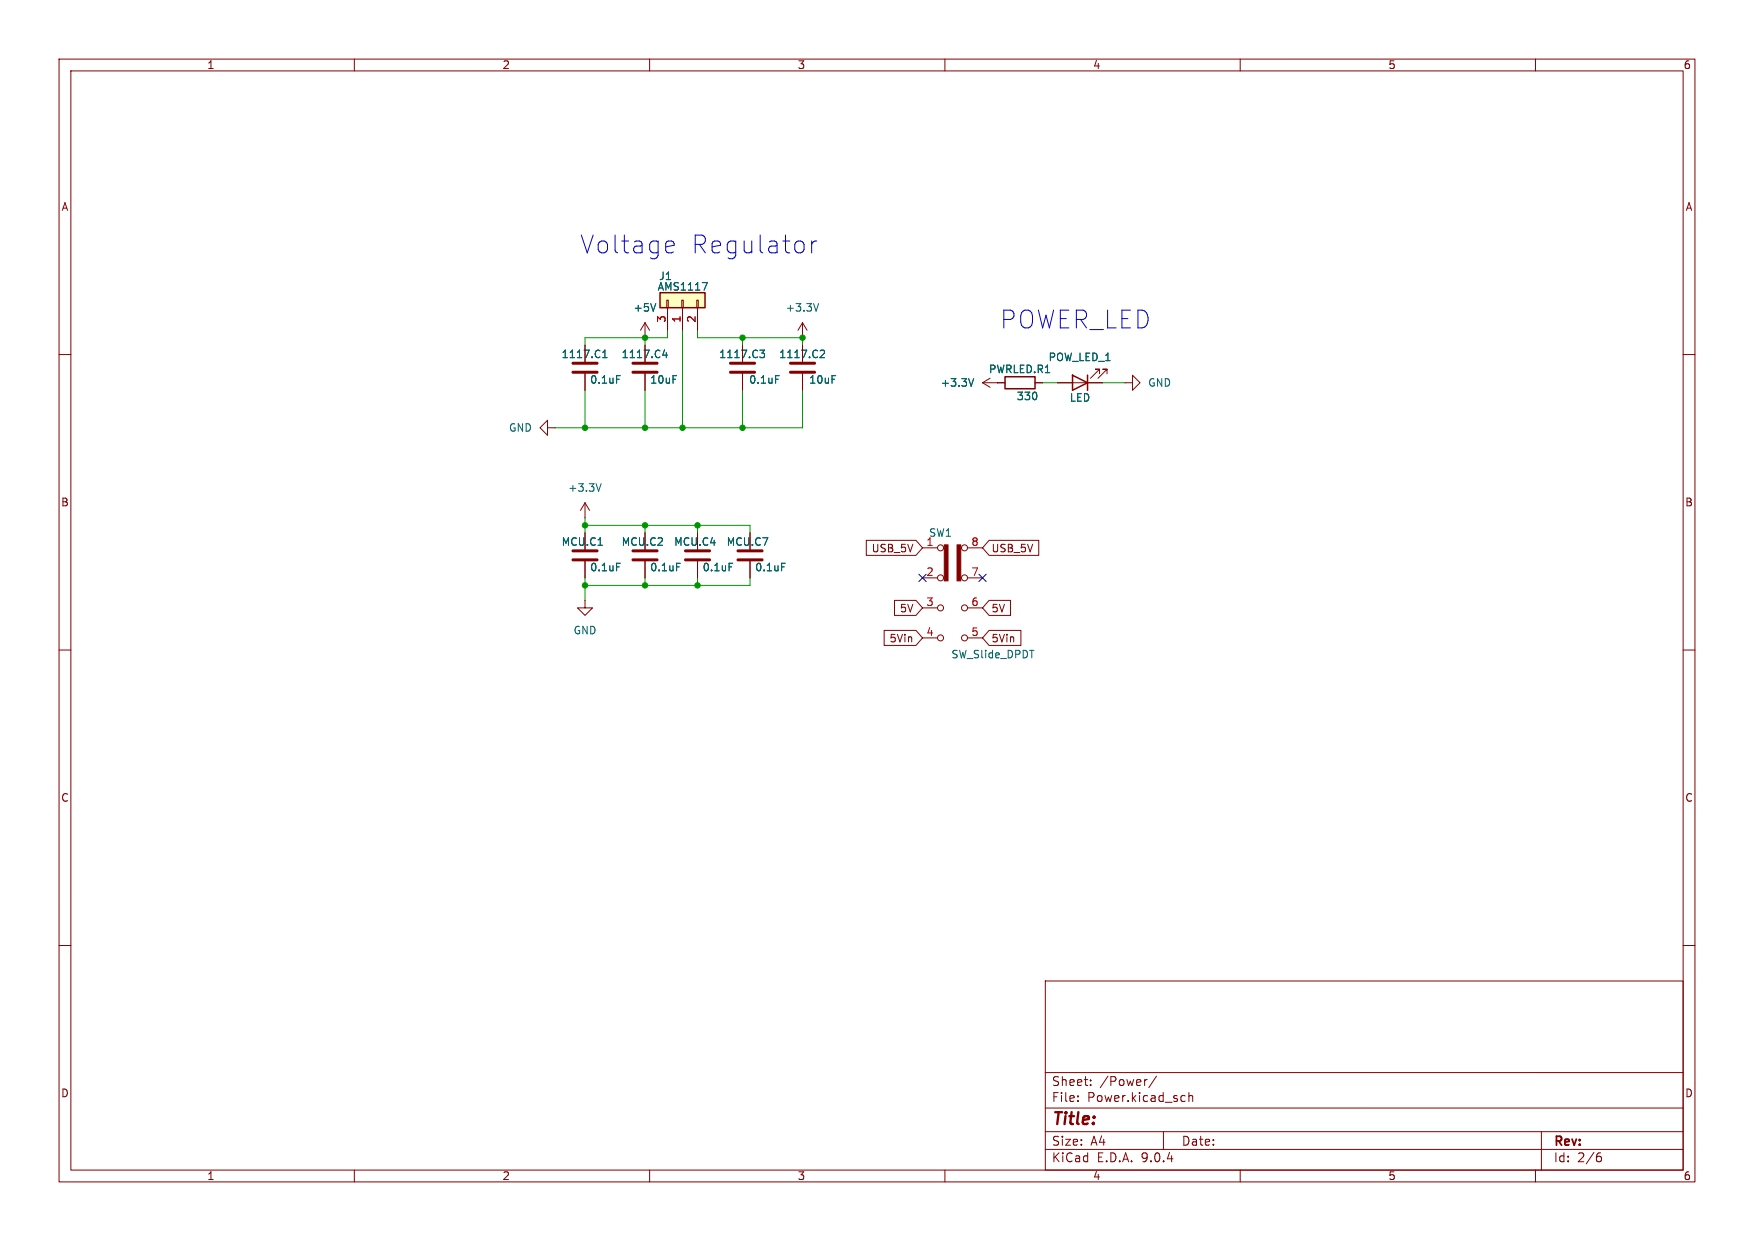 1 2 3 4 5 6
A A
Voltage Regulator
J1
AMS1117
+5V +3.3V
3 1 2
POWER_LED
1117.C1 1117.C4 1117.C3 1117.C2
0.1uF 10uF 0.1uF 10uF
POW_LED_1
PWRLED.R1
+3.3V GND
330 LED
GND
+3.3V
B B
MCU.C1 MCU.C2 MCU.C4 MCU.C7
0.1uF 0.1uF 0.1uF 0.1uF
GND
SW1
USB_5V 1 8 USB_5V
2 7
5V 3 6 5V
5Vin 4 5 5Vin
SW_Slide_DPDT
C C
D D
Sheet: /Power/
File: Power.kicad_sch
Title:
Size: A4 Date: Rev:
KiCad E.D.A. 9.0.4 Id: 2/6
1 2 3 4 5 6